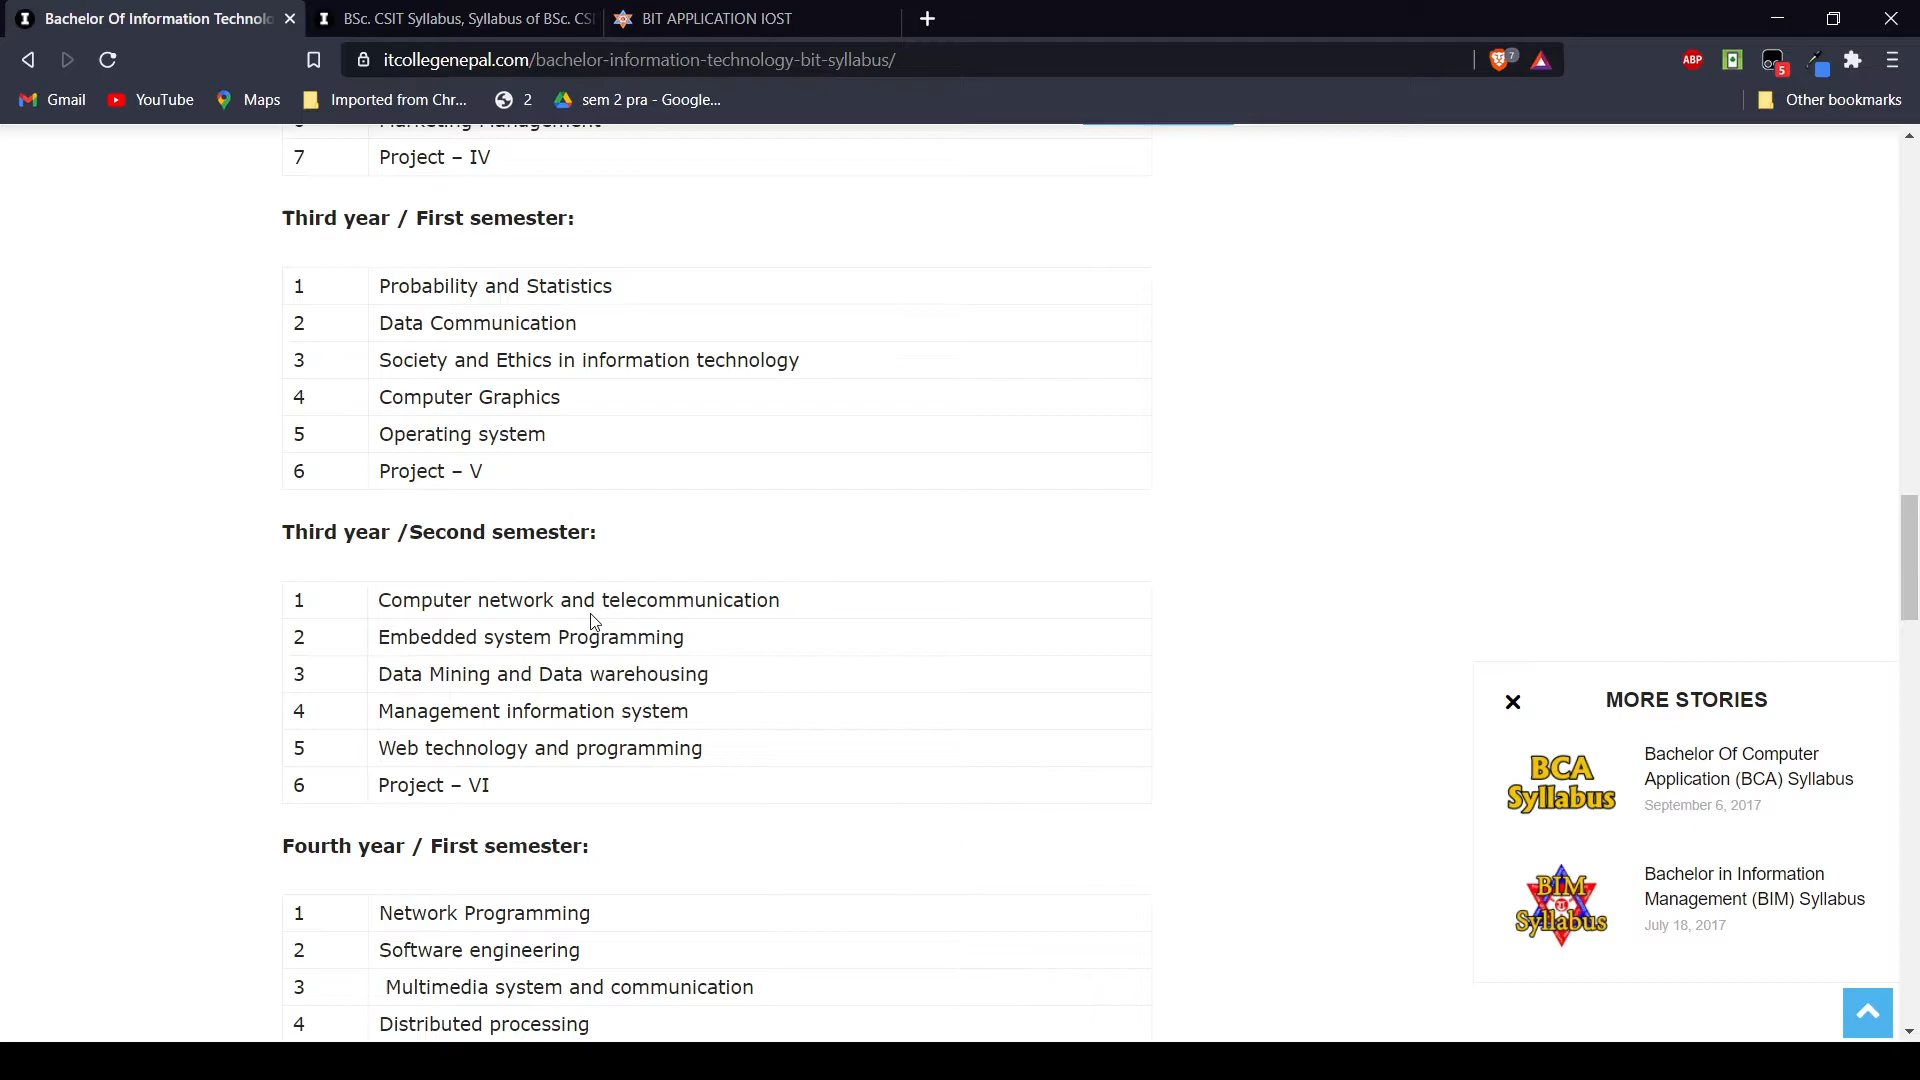 Bachelor Of Information Technolo
BSc. CSIT Syllabus, Syllabus of BSc. CSI
BIT APPLICATION IOST
itcollegenepal.com/bachelor-information-technology-bit-syllabus/
7
ABP
5
Gmail
YouTube
Maps
Imported from Chr...
2
sem 2 pra - Google...
Other bookmarks
Marketing Management
7 Project – IV
Third year / First semester:
1 Probability and Statistics
2 Data Communication
3 Society and Ethics in information technology
4 Computer Graphics
5 Operating system
6 Project – V
Third year /Second semester:
1 Computer network and telecommunication
2 Embedded system Programming
3 Data Mining and Data warehousing
4 Management information system
5 Web technology and programming
6 Project – VI
Fourth year / First semester:
1 Network Programming
2 Software engineering
3 Multimedia system and communication
4 Distributed processing
MORE STORIES
BCA
Syllabus
Bachelor Of Computer
Application (BCA) Syllabus
September 6, 2017
BIM
Syllabus
Bachelor in Information
Management (BIM) Syllabus
July 18, 2017